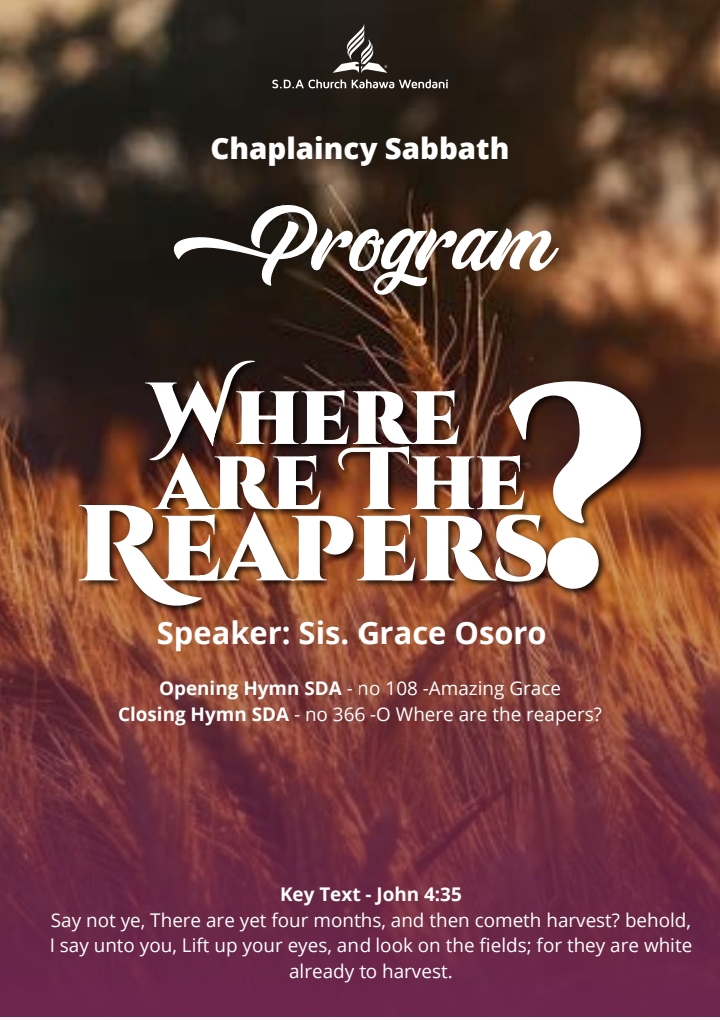 S.D.A Church Kahawa Wendani
Chaplaincy Sabbath
Program
WHERE
ARE THE
REAPERS?
Speaker: Sis. Grace Osoro
Opening Hymn SDA - no 108 -Amazing Grace
Closing Hymn SDA - no 366 -O Where are the reapers?
Key Text - John 4:35
Say not ye, There are yet four months, and then cometh harvest? behold,
I say unto you, Lift up your eyes, and look on the fields; for they are white
already to harvest.